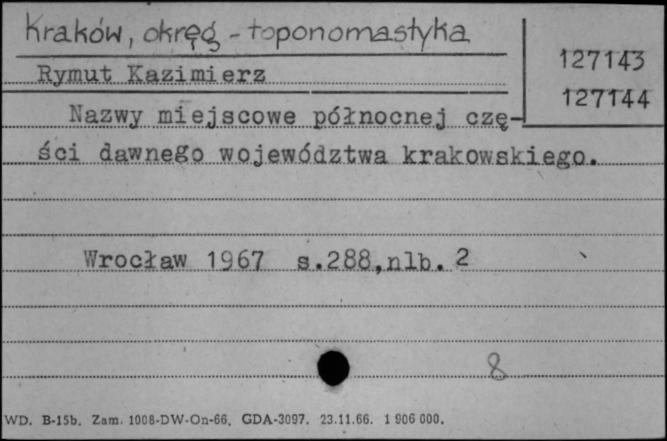 Kraków, okręg - toponomastyka
127143
Rymut Kazimierz
127144
Nazwy miejscowe północnej czę-
ści dawnego województwa krakowskiego.
Wrocław 1967 s.288,nlb. 2
8
WD. B-15b. Zam. 1008-DW-On-66. GDA-3097. 23.11.66. 1 906 000.